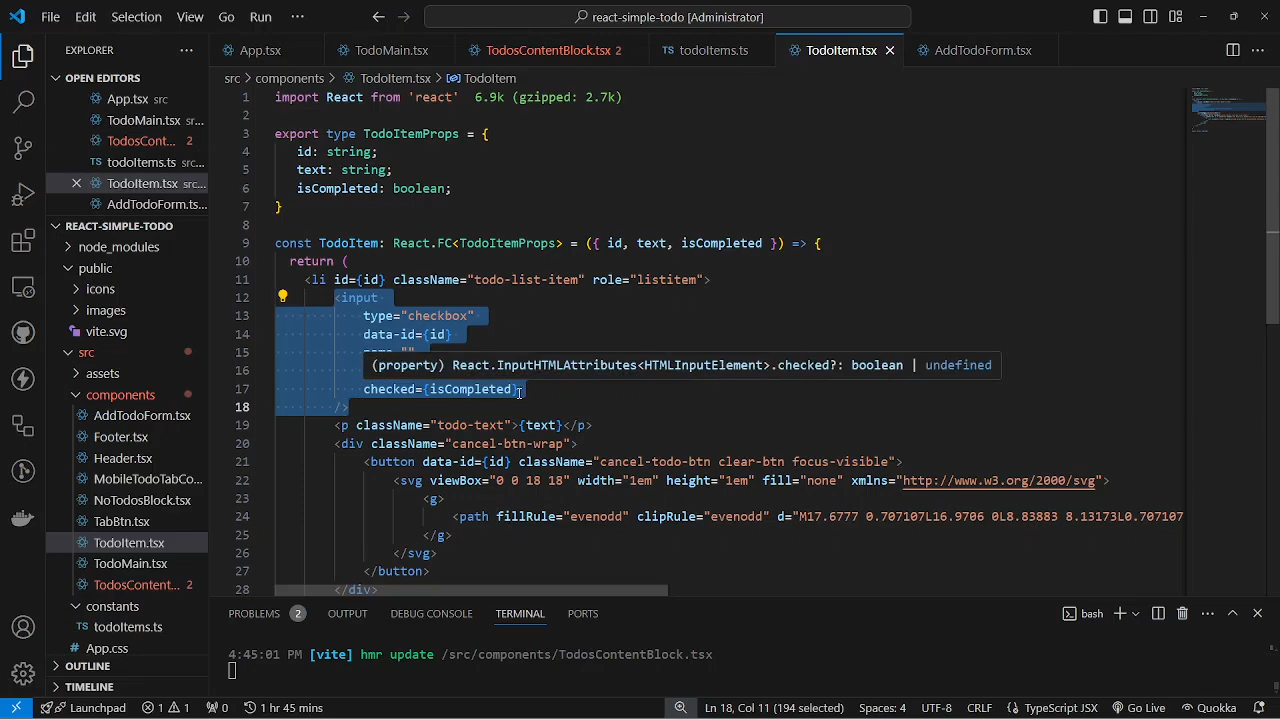 File Edit Selection View Go Run ··· react-simple-todo [Administrator]
EXPLORER ···
OPEN EDITORS
App.tsx src
TodoMain.tsx src...
TodosCont... 2
TS todoItems.ts src...
TodoItem.tsx src...
AddTodoForm.ts...
REACT-SIMPLE-TODO
node_modules
public
icons
images
vite.svg
src
assets
components
AddTodoForm.tsx
Footer.tsx
Header.tsx
MobileTodoTabCo...
NoTodosBlock.tsx
TabBtn.tsx
TodoItem.tsx
TodoMain.tsx
TodosContent... 2
constants
TS todoItems.ts
App.css
OUTLINE
TIMELINE
App.tsx TodoMain.tsx TodosContentBlock.tsx 2 TS todoItems.ts TodoItem.tsx AddTodoForm.tsx
src > components > TodoItem.tsx > TodoItem
1 import React from 'react' 6.9k (gzipped: 2.7k)
2
3 export type TodoItemProps = {
4 id: string;
5 text: string;
6 isCompleted: boolean;
7 }
8
9 const TodoItem: React.FC<TodoItemProps> = ({ id, text, isCompleted }) => {
10 return (
11 <li id={id} className="todo-list-item" role="listitem">
12 <input
13 type="checkbox"
14 data-id={id}
15
16 (property) React.InputHTMLAttributes<HTMLInputElement>.checked?: boolean | undefined
17 checked={isCompleted}
18 />
19 <p className="todo-text">{text}</p>
20 <div className="cancel-btn-wrap">
21 <button data-id={id} className="cancel-todo-btn clear-btn focus-visible">
22 <svg viewBox="0 0 18 18" width="1em" height="1em" fill="none" xmlns="http://www.w3.org/2000/svg">
23 <g>
24 <path fillRule="evenodd" clipRule="evenodd" d="M17.6777 0.707107L16.9706 0L8.83883 8.13173L0.707107
25 </g>
26 </svg>
27 </button>
28 </div>
PROBLEMS 2 OUTPUT DEBUG CONSOLE TERMINAL PORTS bash
4:45:01 PM [vite] hmr update /src/components/TodosContentBlock.tsx
Launchpad 1 1 0 1 hr 45 mins Ln 18, Col 11 (194 selected) Spaces: 4 UTF-8 CRLF TypeScript JSX Go Live Quokka